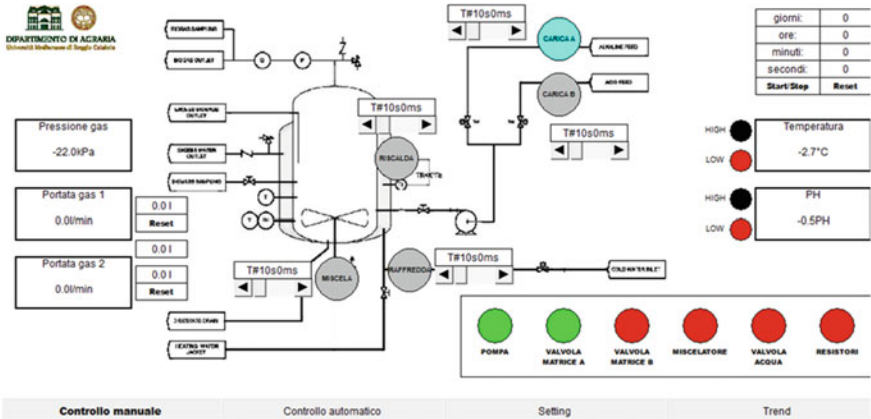 DIPARTIMENTO DI AGRARIA
Università Mediterranea di Reggio Calabria
BIOGAS SAMPLING
BIOGAS OUTLET
G
P
T#10s0ms
CARICA A
ALKALINE FEED
CARICA B
ACID FEED
T#10s0ms
giorni: 0
ore: 0
minuti: 0
secondi: 0
Start/Stop Reset
Pressione gas
-22.0kPa
OUTLET
WATER
OUTLET
SAMPLING
T#10s0ms
RISCALDA
HIGH
LOW
Temperatura
-2.7°C
HIGH
LOW
PH
-0.5PH
Portata gas 1
0.0l/min
0.0 l
Reset
0.0 l
Portata gas 2
0.0l/min
0.0 l
Reset
T
T
T#10s0ms
MISCELA
RAFFREDDA
T#10s0ms
COLD WATER INLET
DIGESTATE DRAIN
HEATING WATER
JACKET
POMPA
VALVOLA
MATRICE A
VALVOLA
MATRICE B
MISCELATORE
VALVOLA
ACQUA
RESISTORI
Controllo manuale
Controllo automatico
Setting
Trend